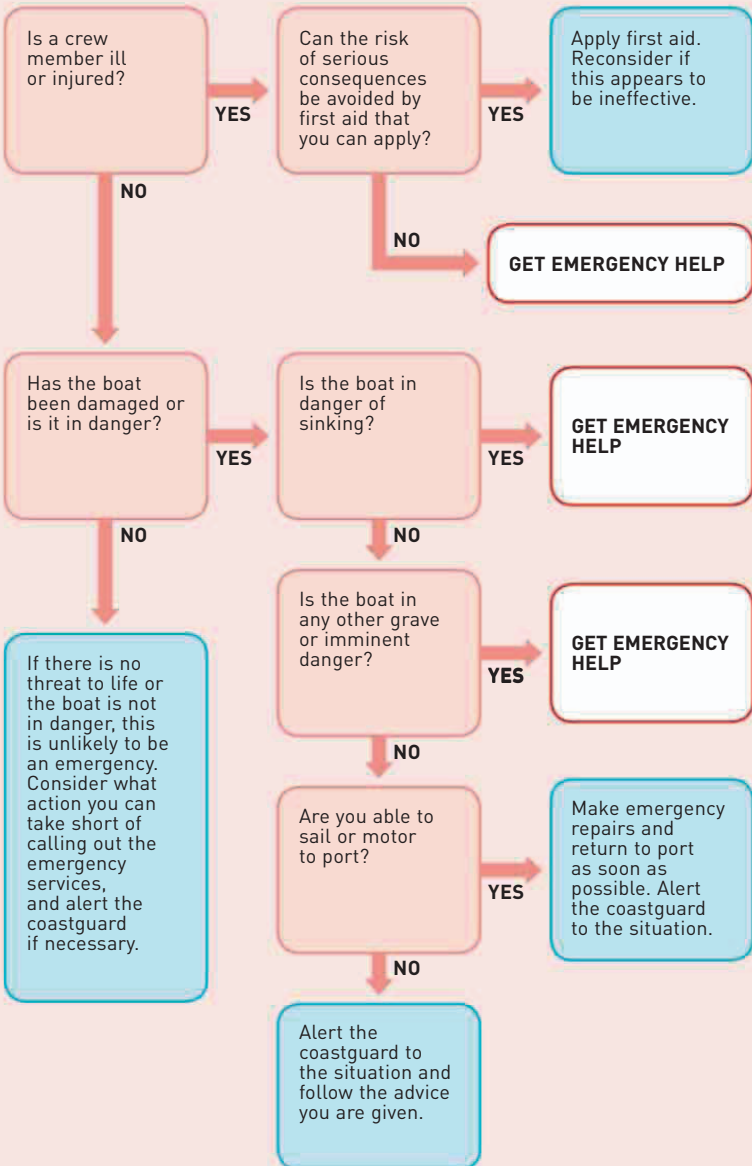 Is a crew
member ill
or injured?
YES
Can the risk
of serious
consequences
be avoided by
first aid that
you can apply?
YES
Apply first aid.
Reconsider if
this appears to
be ineffective.
NO
NO
GET EMERGENCY HELP
Has the boat
been damaged or
is it in danger?
YES
Is the boat in
danger of
sinking?
YES
GET EMERGENCY
HELP
NO
NO
Is the boat in
any other grave
or imminent
danger?
YES
GET EMERGENCY
HELP
If there is no
threat to life or
the boat is not
in danger, this
is unlikely to be
an emergency.
Consider what
action you can
take short of
calling out the
emergency
services,
and alert the
coastguard
if necessary.
NO
Are you able to
sail or motor
to port?
YES
Make emergency
repairs and
return to port
as soon as
possible. Alert
the coastguard
to the situation.
NO
Alert the
coastguard to
the situation and
follow the advice
you are given.